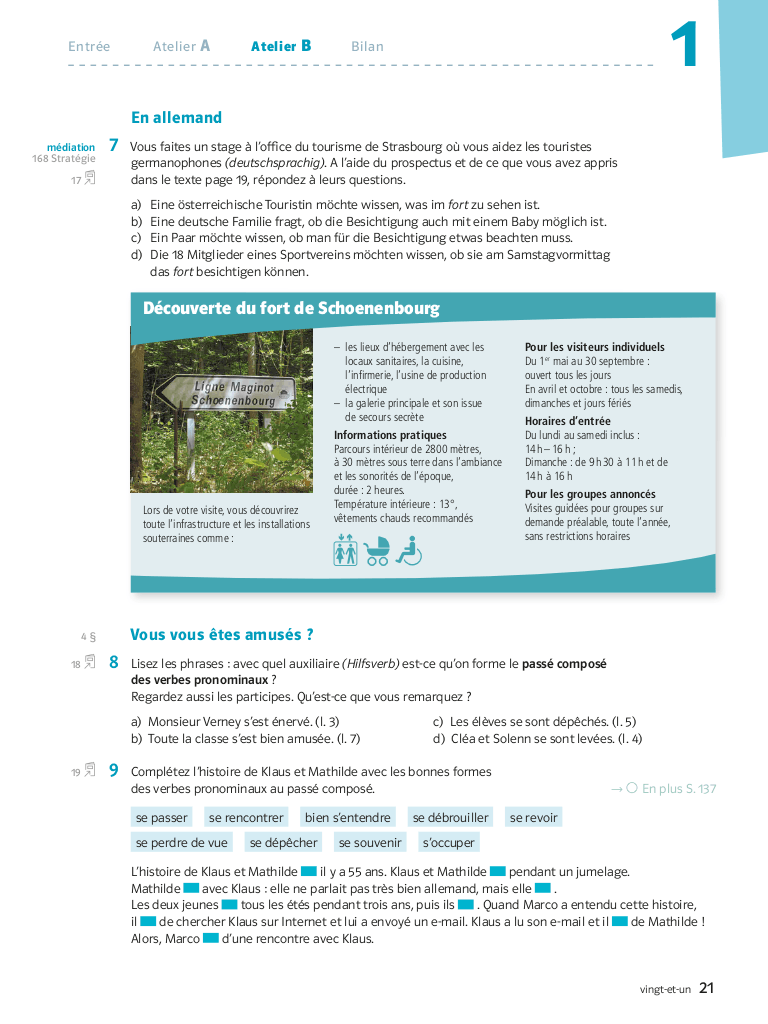 Entrée Atelier A Atelier B Bilan
1
En allemand
médiation
168 Stratégie
17
7 Vous faites un stage à l'office du tourisme de Strasbourg où vous aidez les touristes
germanophones (deutschsprachig). A l'aide du prospectus et de ce que vous avez appris
dans le texte page 19, répondez à leurs questions.
a) Eine österreichische Touristin möchte wissen, was im fort zu sehen ist.
b) Eine deutsche Familie fragt, ob die Besichtigung auch mit einem Baby möglich ist.
c) Ein Paar möchte wissen, ob man für die Besichtigung etwas beachten muss.
d) Die 18 Mitglieder eines Sportvereins möchten wissen, ob sie am Samstagvormittag
das fort besichtigen können.
Découverte du fort de Schoenenbourg
Ligne Maginot
Schoenenbourg
Lors de votre visite, vous découvrirez
toute l'infrastructure et les installations
souterraines comme :
– les lieux d'hébergement avec les
locaux sanitaires, la cuisine,
l'infirmerie, l'usine de production
électrique
– la galerie principale et son issue
de secours secrète
Informations pratiques
Parcours intérieur de 2800 mètres,
à 30 mètres sous terre dans l'ambiance
et les sonorités de l'époque,
durée : 2 heures.
Température intérieure : 13°,
vêtements chauds recommandés
Pour les visiteurs individuels
Du 1er mai au 30 septembre :
ouvert tous les jours
En avril et octobre : tous les samedis,
dimanches et jours fériés
Horaires d'entrée
Du lundi au samedi inclus :
14 h – 16 h ;
Dimanche : de 9 h 30 à 11 h et de
14 h à 16 h
Pour les groupes annoncés
Visites guidées pour groupes sur
demande préalable, toute l'année,
sans restrictions horaires
4 § Vous vous êtes amusés ?
18
8 Lisez les phrases : avec quel auxiliaire (Hilfsverb) est-ce qu'on forme le passé composé
des verbes pronominaux ?
Regardez aussi les participes. Qu'est-ce que vous remarquez ?
a) Monsieur Verney s'est énervé. (l. 3)
b) Toute la classe s'est bien amusée. (l. 7)
c) Les élèves se sont dépêchés. (l. 5)
d) Cléa et Solenn se sont levées. (l. 4)
19
9 Complétez l'histoire de Klaus et Mathilde avec les bonnes formes
des verbes pronominaux au passé composé.
→ ○ En plus S. 137
se passer se rencontrer bien s'entendre se débrouiller se revoir
se perdre de vue se dépêcher se souvenir s'occuper
L'histoire de Klaus et Mathilde il y a 55 ans. Klaus et Mathilde pendant un jumelage.
Mathilde avec Klaus : elle ne parlait pas très bien allemand, mais elle .
Les deux jeunes tous les étés pendant trois ans, puis ils . Quand Marco a entendu cette histoire,
il de chercher Klaus sur Internet et lui a envoyé un e-mail. Klaus a lu son e-mail et il de Mathilde !
Alors, Marco d'une rencontre avec Klaus.
vingt-et-un 21